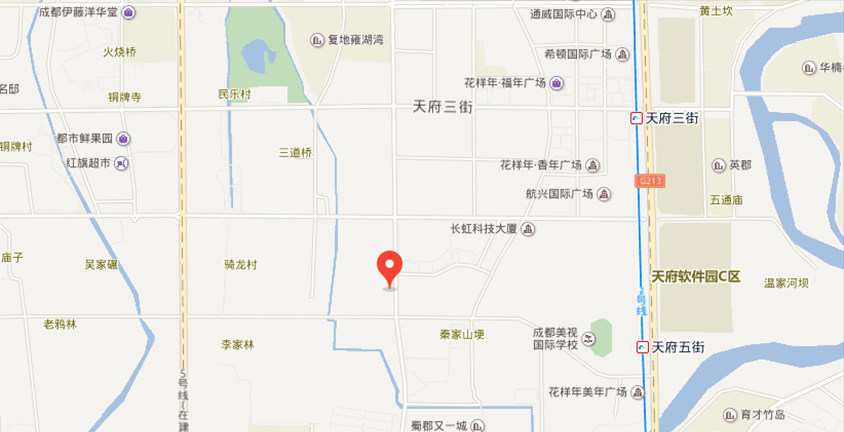 成都伊藤洋华堂
通威国际中心
黄土坎
复地雍湖湾
火烧桥
希顿国际广场
华楠
名邸
花样年·福年广场
铜牌寺
民乐村
天府三街
天府三街
都市鲜果园
铜牌村
三道桥
红旗超市
花样年·香年广场
英郡
G213
航兴国际广场
五通庙
长虹科技大厦
庙子
吴家碾
骑龙村
天府软件园C区
温家河坝
1号线
老鸦林
秦家山埂
成都美视
国际学校
李家林
天府五街
5号线(在建
花样年美年广场
育才竹岛
蜀郡又一城